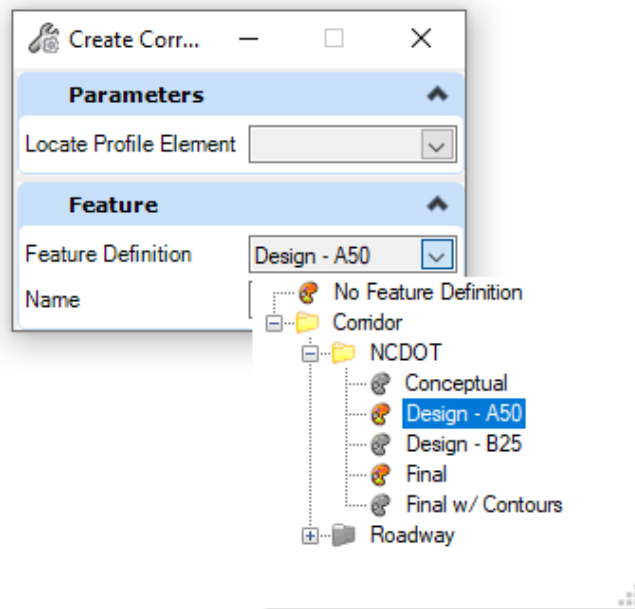 Create Corr...
Parameters
Locate Profile Element
Feature
Feature Definition Design - A50
Name
No Feature Definition
Corridor
NCDOT
Conceptual
Design - A50
Design - B25
Final
Final w/ Contours
Roadway